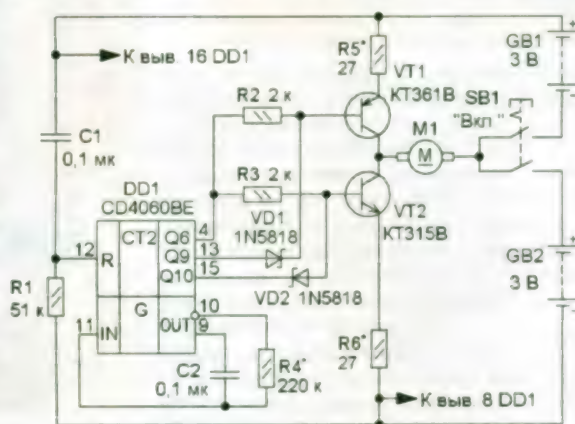 К выв. 16 DD1
C1
0,1 мк
R1
51 к
DD1
CD4060BE
12
R
CT2
Q6
Q9
Q10
4
13
15
11
IN
G
OUT
10
9
R2 2 к
R3 2 к
VD1
1N5818
VD2 1N5818
C2
0,1 мк
R4*
220 к
R5*
27
VT1
КТ361В
M1
M
VT2
КТ315В
R6*
27
К выв. 8 DD1
SB1
"Вкл."
GB1
3 В
GB2
3 В